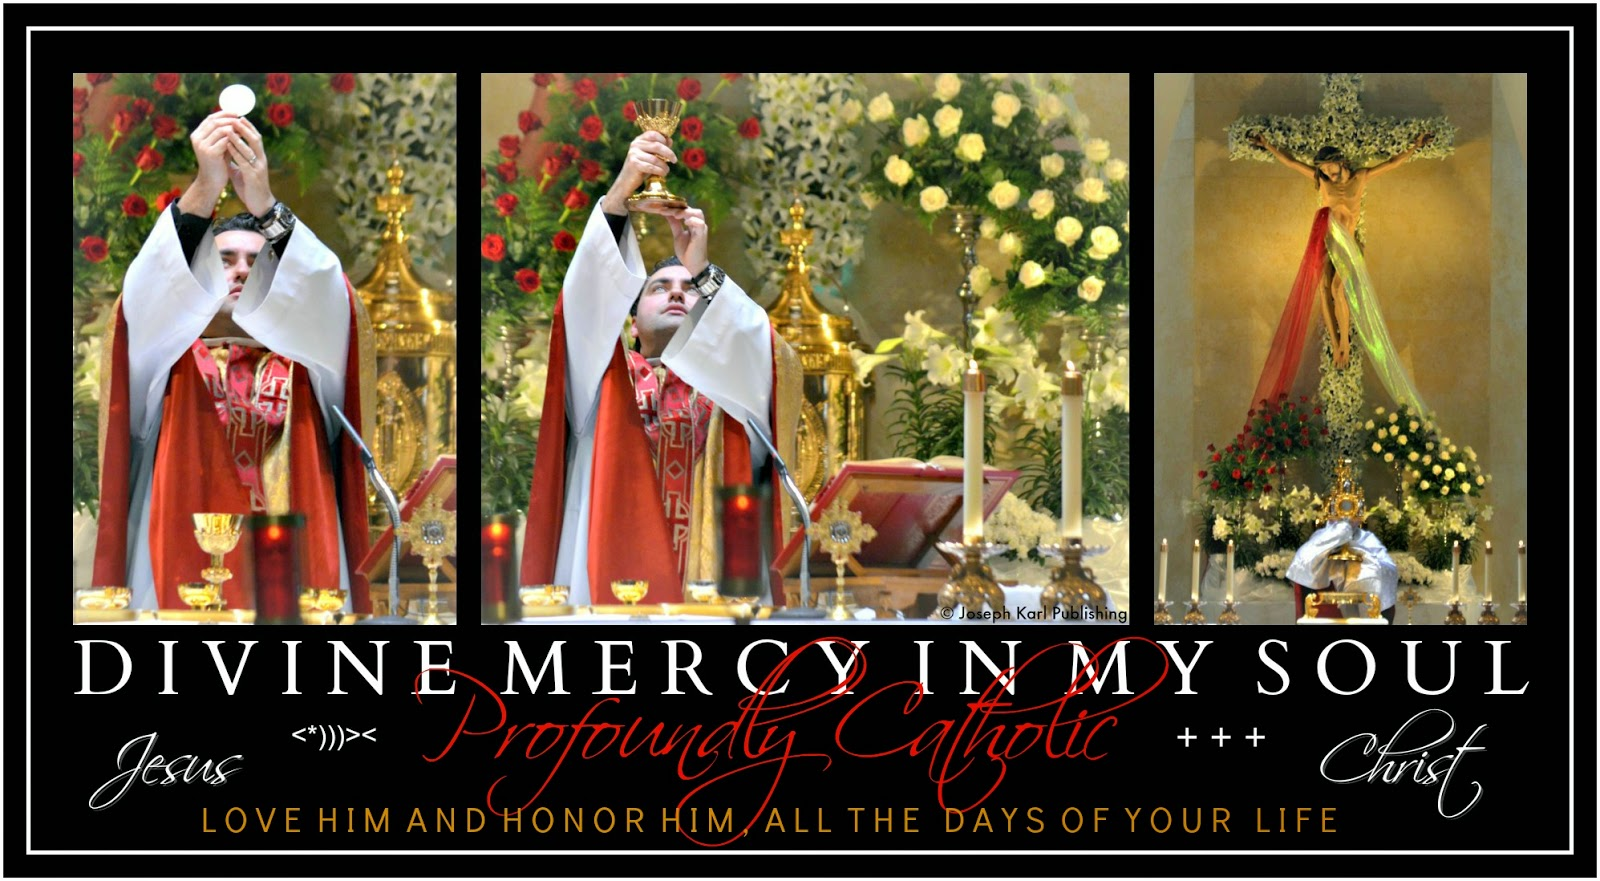 © Joseph Karl Publishing
DIVINE MERCY IN MY SOUL
Profoundly Catholic
Jesus <*)))>< + + + Christ
LOVE HIM AND HONOR HIM, ALL THE DAYS OF YOUR LIFE